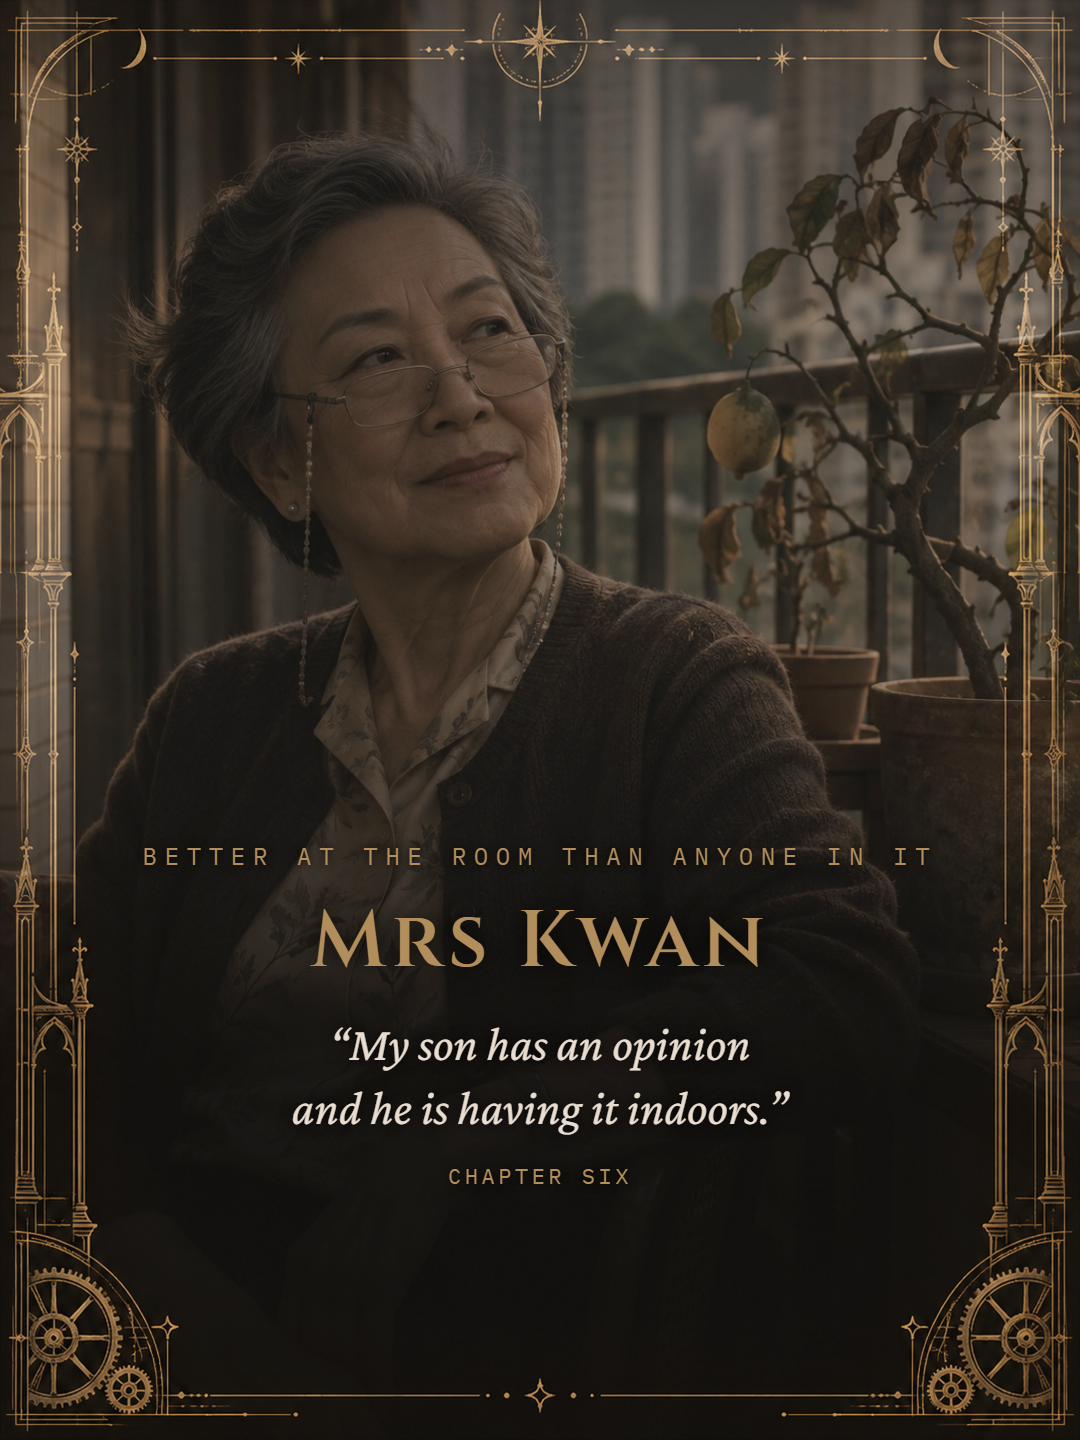 BETTER AT THE ROOM THAN ANYONE IN IT
MRS KWAN
“My son has an opinion
and he is having it indoors.”
CHAPTER SIX